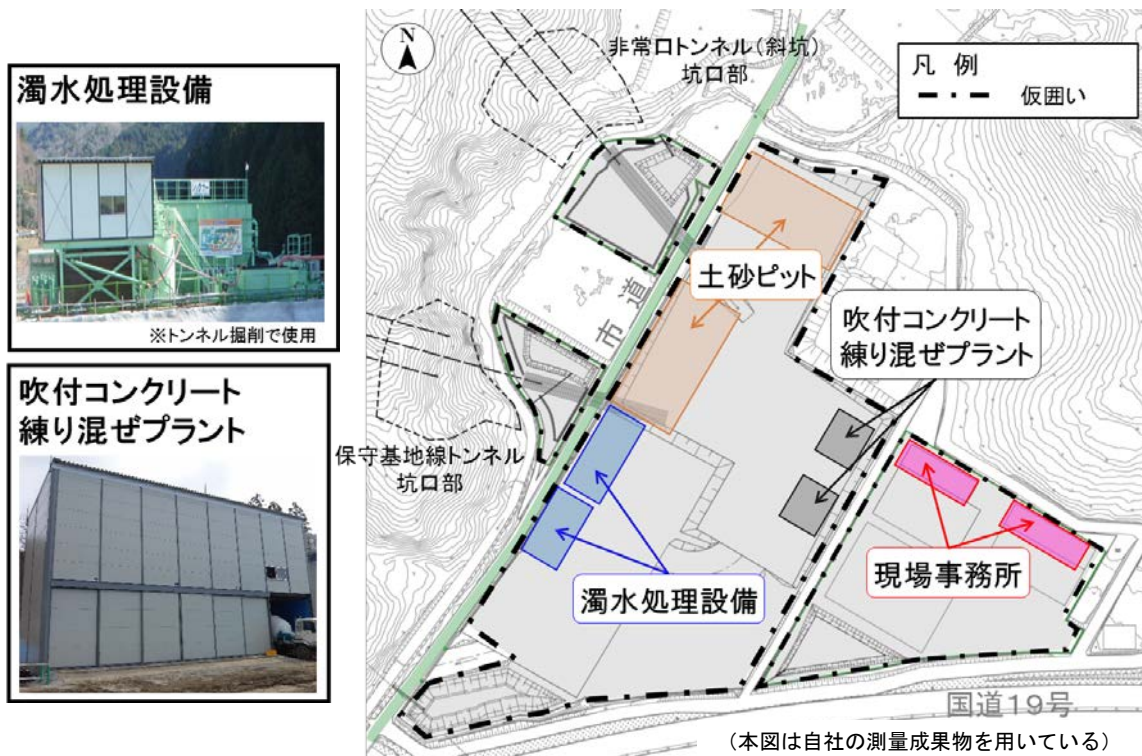 濁水処理設備
※トンネル掘削で使用
吹付コンクリート
練り混ぜプラント
N
非常口トンネル(斜坑)
坑口部
凡 例
仮囲い
市道
土砂ピット
吹付コンクリート
練り混ぜプラント
保守基地線トンネル
坑口部
濁水処理設備
現場事務所
国道19号
(本図は自社の測量成果物を用いている)